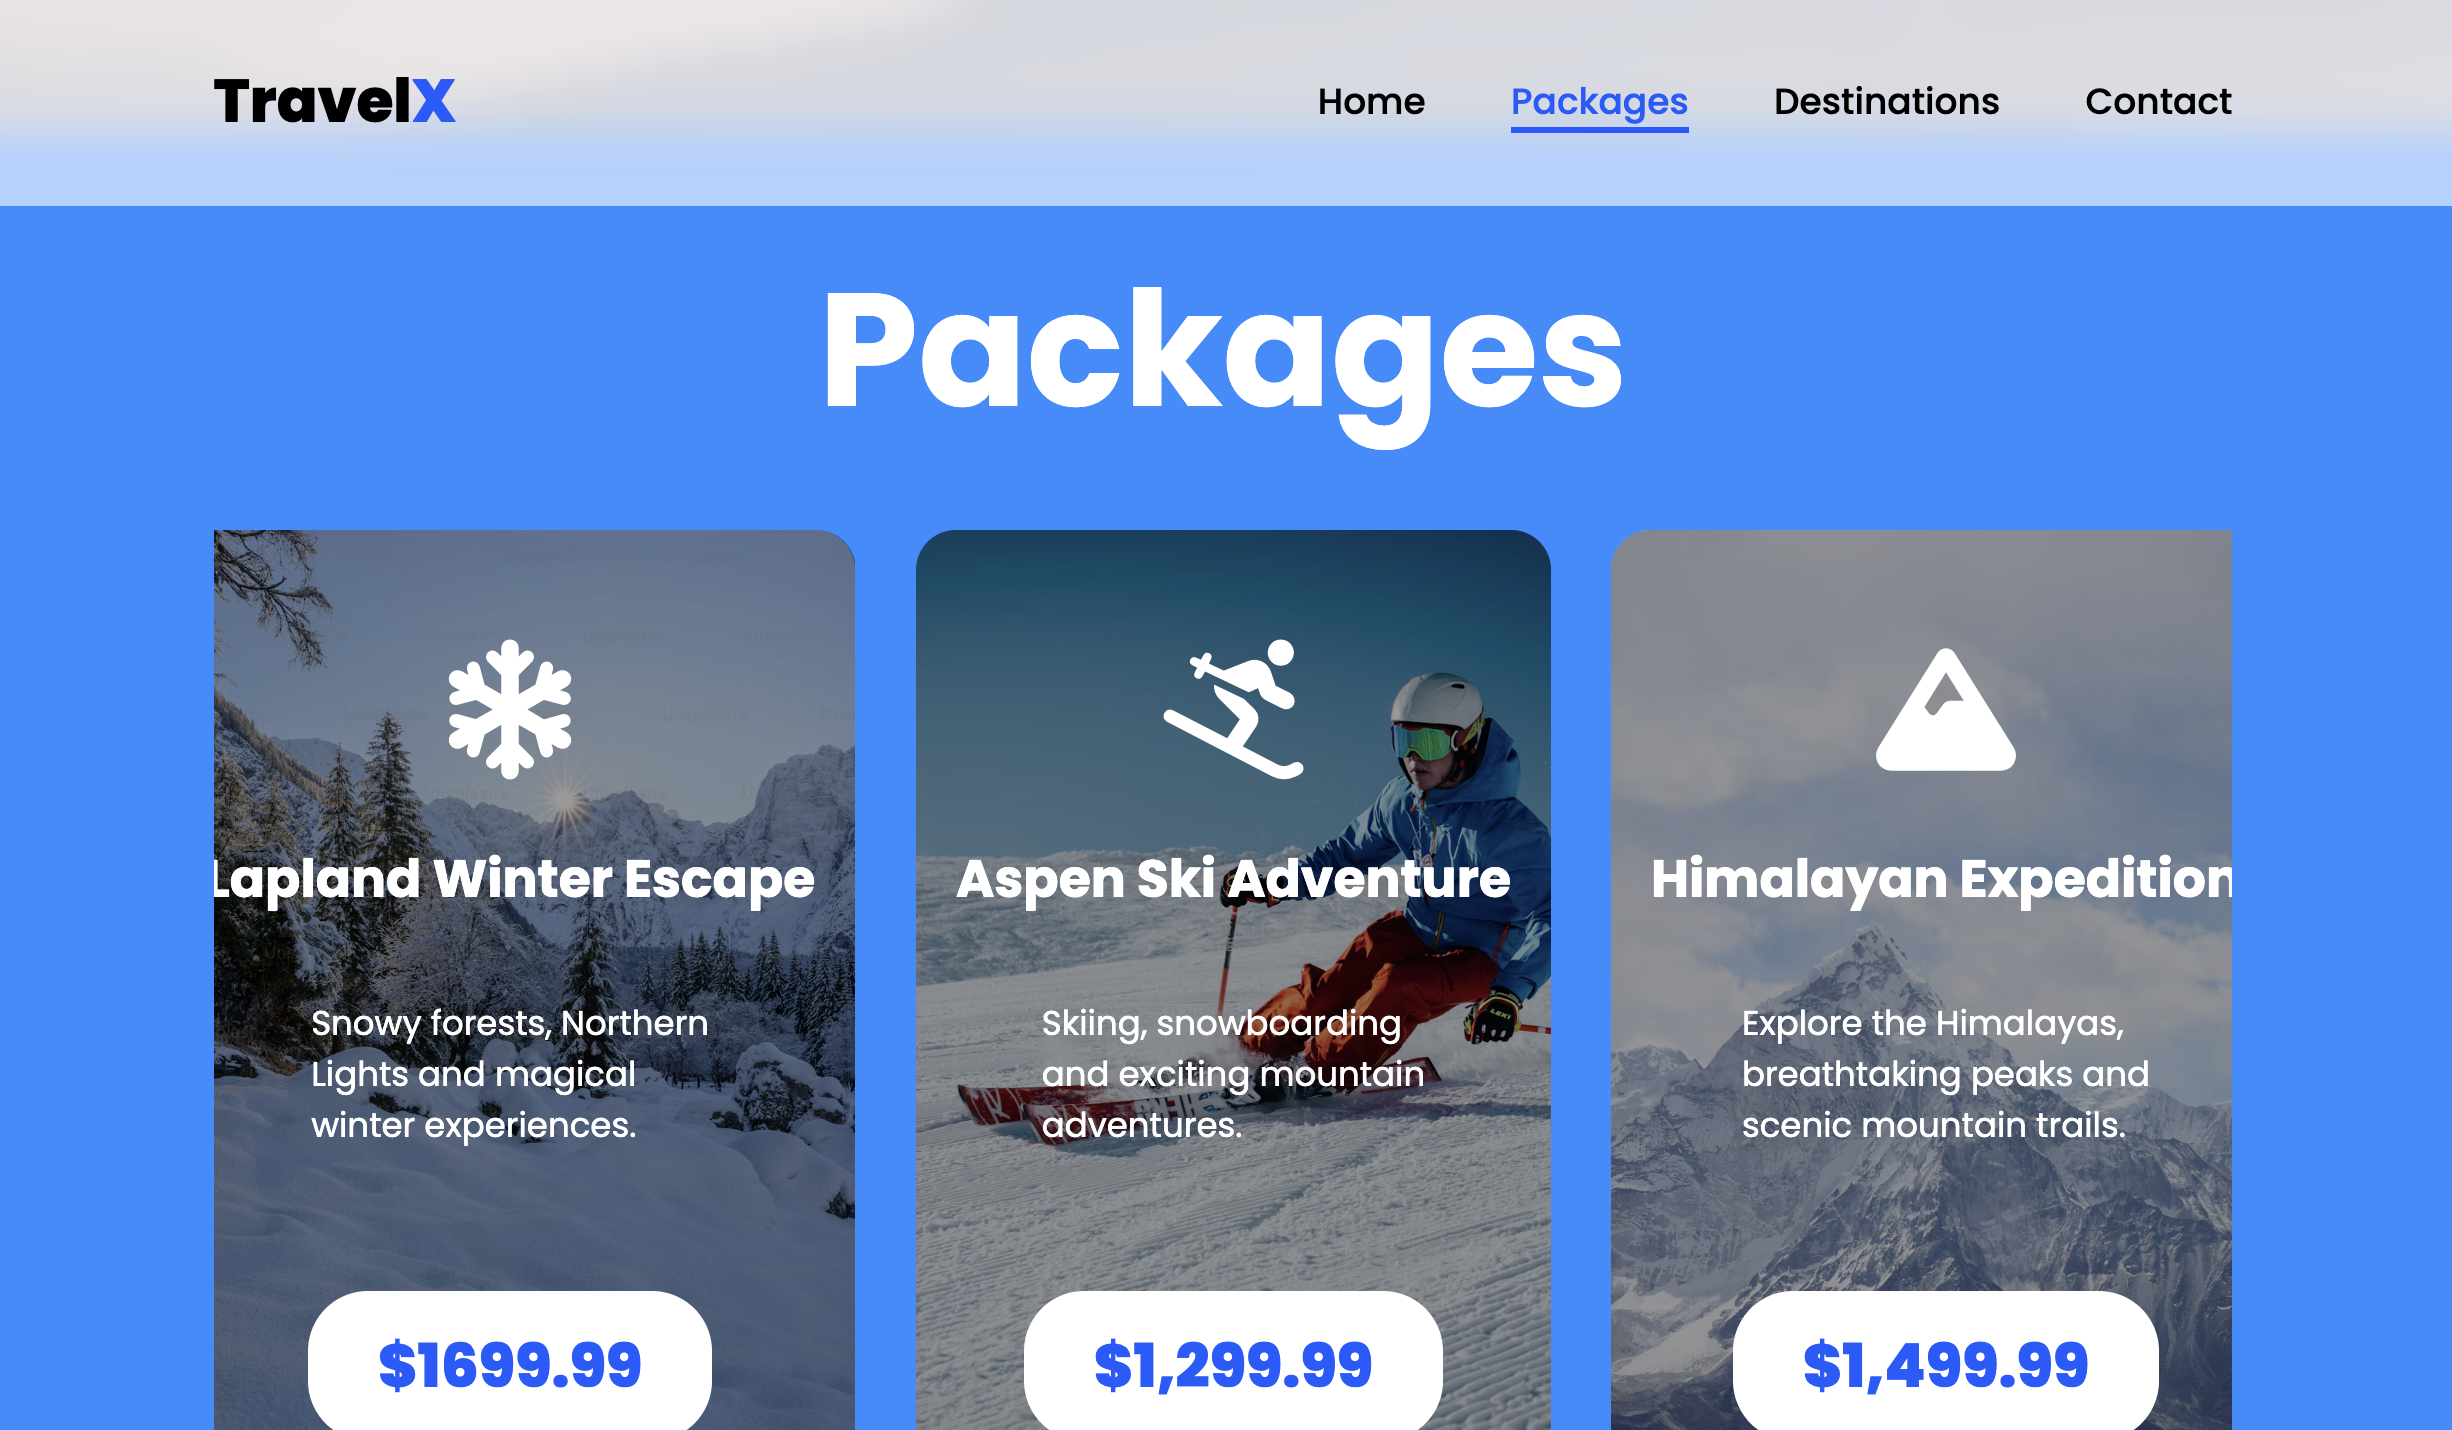 TravelX
Home Packages Destinations Contact
Packages
Lapland Winter Escape
Snowy forests, Northern
Lights and magical
winter experiences.
$1699.99
Aspen Ski Adventure
Skiing, snowboarding
and exciting mountain
adventures.
$1,299.99
Himalayan Expedition
Explore the Himalayas,
breathtaking peaks and
scenic mountain trails.
$1,499.99